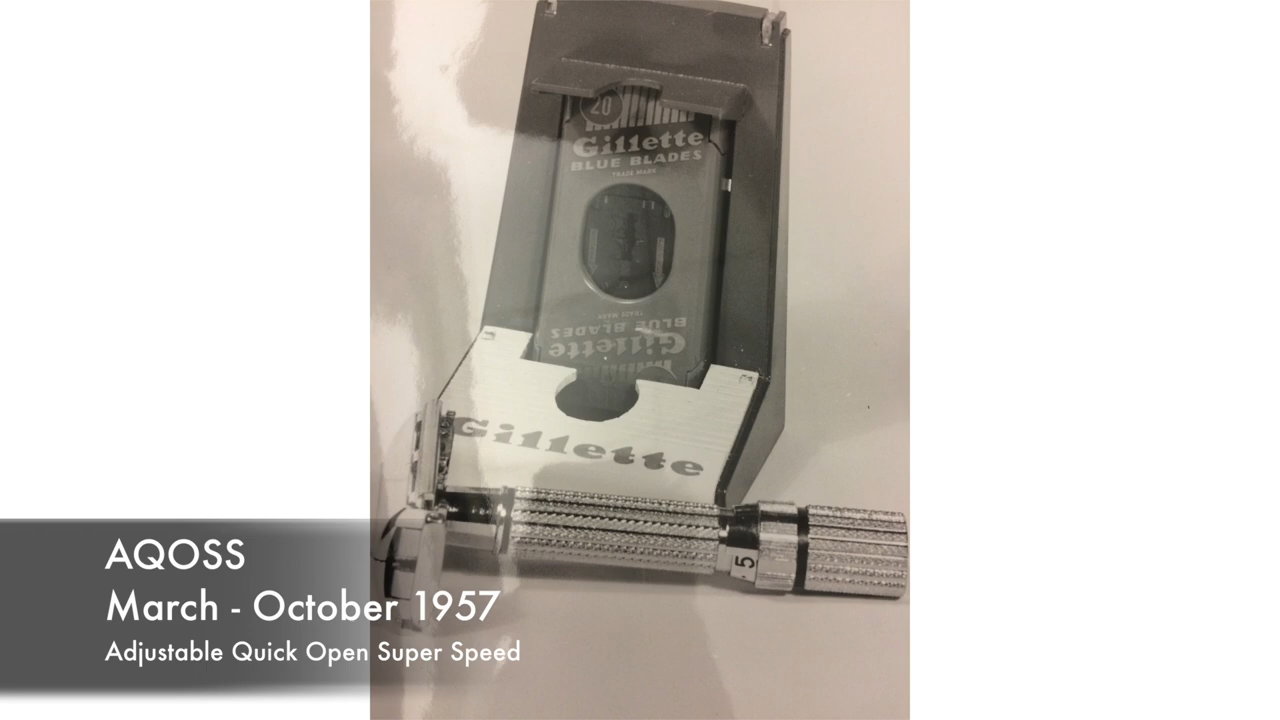 20
Gillette
BLUE BLADES
TRADE MARK
TRADE MARK
BLUE BLADES
Gillette
Gillette
5
AQOSS
March - October 1957
Adjustable Quick Open Super Speed